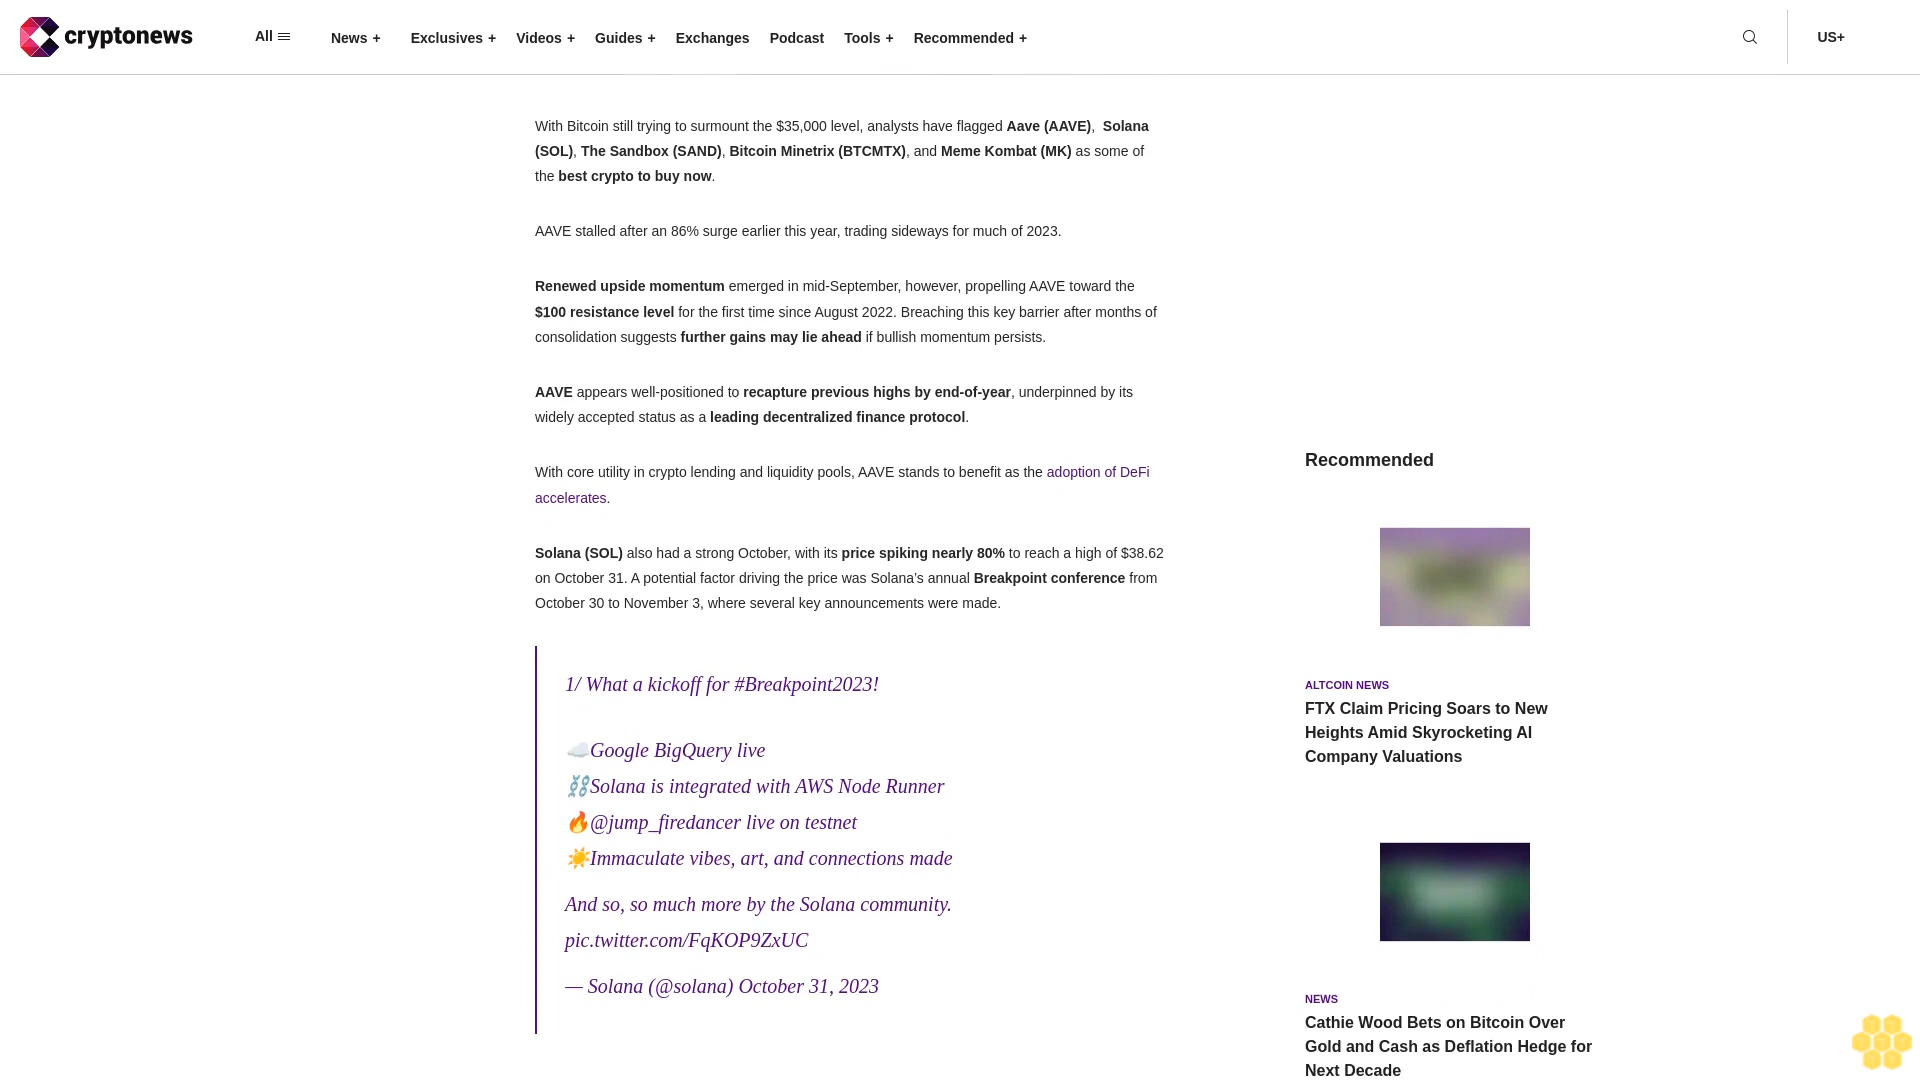 cryptonews
All
News +
Exclusives +
Videos +
Guides +
Exchanges
Podcast
Tools +
Recommended +
US+
With Bitcoin still trying to surmount the $35,000 level, analysts have flagged Aave (AAVE),  Solana
(SOL), The Sandbox (SAND), Bitcoin Minetrix (BTCMTX), and Meme Kombat (MK) as some of
the best crypto to buy now.
AAVE stalled after an 86% surge earlier this year, trading sideways for much of 2023.
Renewed upside momentum emerged in mid-September, however, propelling AAVE toward the
$100 resistance level for the first time since August 2022. Breaching this key barrier after months of
consolidation suggests further gains may lie ahead if bullish momentum persists.
AAVE appears well-positioned to recapture previous highs by end-of-year, underpinned by its
widely accepted status as a leading decentralized finance protocol.
With core utility in crypto lending and liquidity pools, AAVE stands to benefit as the adoption of DeFi
accelerates.
Solana (SOL) also had a strong October, with its price spiking nearly 80% to reach a high of $38.62
on October 31. A potential factor driving the price was Solana’s annual Breakpoint conference from
October 30 to November 3, where several key announcements were made.
1/ What a kickoff for #Breakpoint2023!
☁️Google BigQuery live
⛓️Solana is integrated with AWS Node Runner
🔥@jump_firedancer live on testnet
☀️Immaculate vibes, art, and connections made
And so, so much more by the Solana community.
pic.twitter.com/FqKOP9ZxUC
— Solana (@solana) October 31, 2023
Recommended
ALTCOIN NEWS
FTX Claim Pricing Soars to New
Heights Amid Skyrocketing AI
Company Valuations
NEWS
Cathie Wood Bets on Bitcoin Over
Gold and Cash as Deflation Hedge for
Next Decade